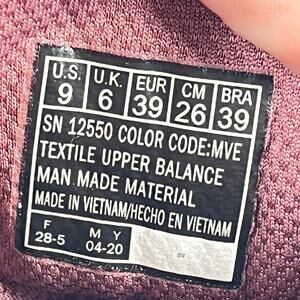 U.S. U.K. EUR CM BRA
9 6 39 26 39
SN 12550 COLOR CODE:MVE
TEXTILE UPPER BALANCE
MAN MADE MATERIAL
MADE IN VIETNAM/HECHO EN VIETNAM
F M Y
28-5 04-20